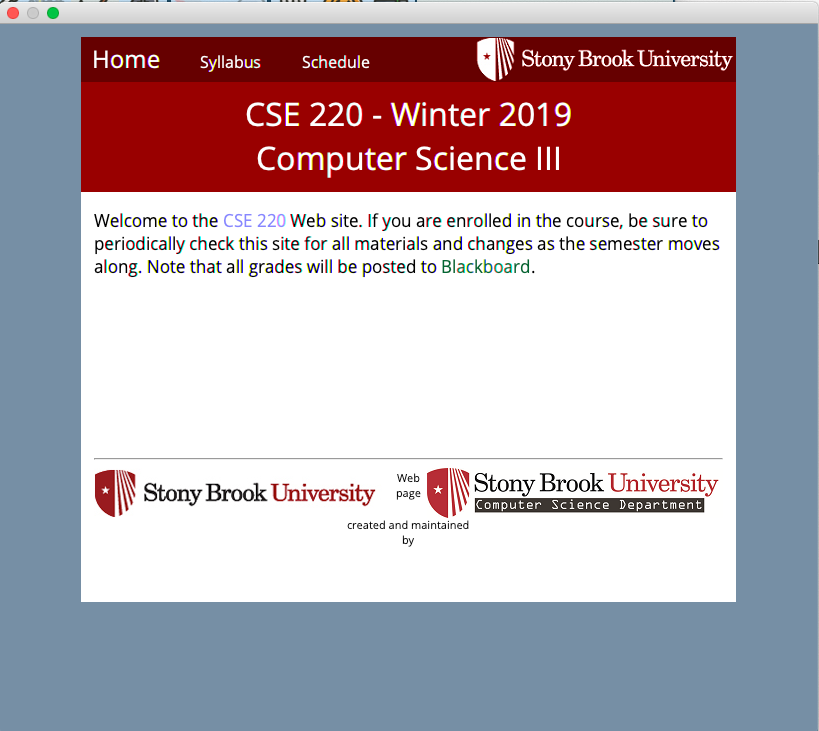 Home Syllabus Schedule Stony Brook University
CSE 220 - Winter 2019
Computer Science III
Welcome to the CSE 220 Web site. If you are enrolled in the course, be sure to
periodically check this site for all materials and changes as the semester moves
along. Note that all grades will be posted to Blackboard.
Stony Brook University
Web
page
created and maintained
by
Stony Brook University
Computer Science Department